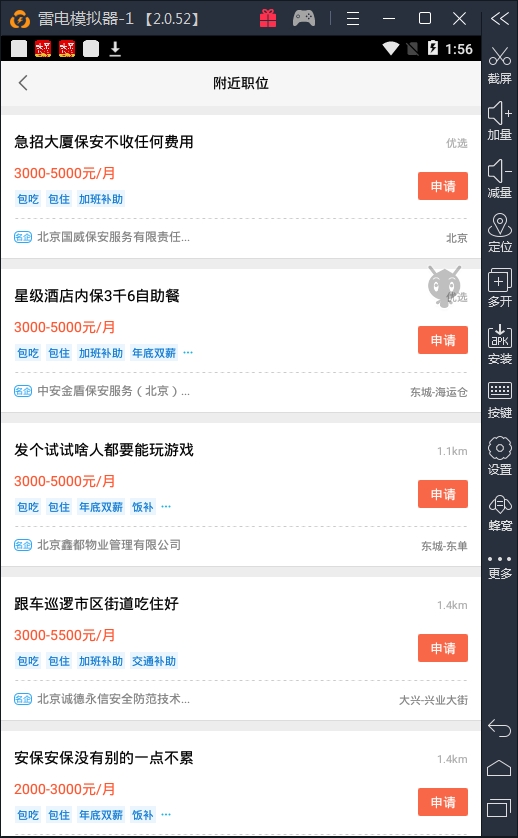 雷电模拟器-1 【2.0.52】
1:56
附近职位
急招大厦保安不收任何费用
优选
3000-5000元/月
申请
包吃 包住 加班补助
名企 北京国威保安服务有限责任...
北京
星级酒店内保3千6自助餐
优选
3000-5000元/月
申请
包吃 包住 加班补助 年底双薪 ...
名企 中安金盾保安服务（北京）...
东城-海运仓
发个试试啥人都要能玩游戏
1.1km
3000-5000元/月
申请
包吃 包住 年底双薪 饭补 ...
名企 北京鑫都物业管理有限公司
东城-东单
跟车巡逻市区街道吃住好
1.4km
3000-5500元/月
申请
包吃 包住 加班补助 交通补助
名企 北京诚德永信安全防范技术...
大兴-兴业大街
安保安保没有别的一点不累
1.4km
2000-3000元/月
申请
包吃 包住 年底双薪 饭补 ...
截屏
加量
减量
定位
多开
APK
安装
按键
设置
蜂窝
更多